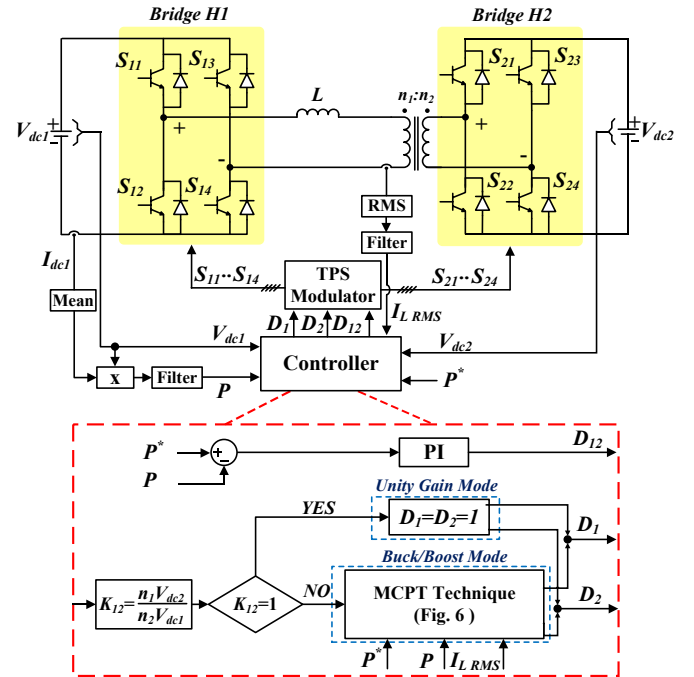 Bridge H1
Bridge H2
S11
S13
L
n1:n2
S21
S23
+
-
+
-
+
-
Vdc1
+
-
Vdc2
S12
S14
S22
S24
RMS
Filter
Idc1
Mean
S11..S14
TPS
Modulator
S21..S24
D1
D2
D12
IL RMS
Vdc1
Controller
Vdc2
x
Filter
P
P*
P*
+
-
P
PI
D12
Unity Gain Mode
YES
D1=D2=1
D1
Buck/Boost Mode
K12=n1Vdc2/n2Vdc1
K12=1
NO
MCPT Technique
(Fig. 6 )
D2
P*
P
IL RMS